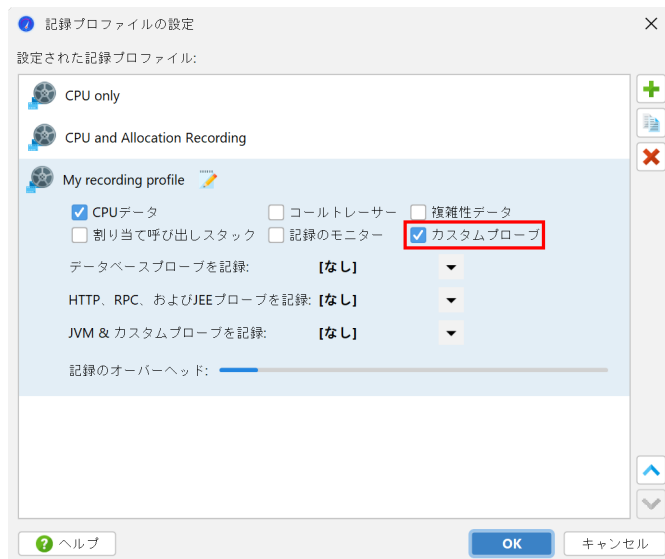 記録プロファイルの設定
設定された記録プロファイル:
CPU only
CPU and Allocation Recording
My recording profile
CPUデータ コールトレーサー 複雑性データ
割り当て呼び出しスタック 記録のモニター カスタムプローブ
データベースプローブを記録: [なし]
HTTP、RPC、およびJEEプローブを記録: [なし]
JVM & カスタムプローブを記録: [なし]
記録のオーバーヘッド:
ヘルプ OK キャンセル